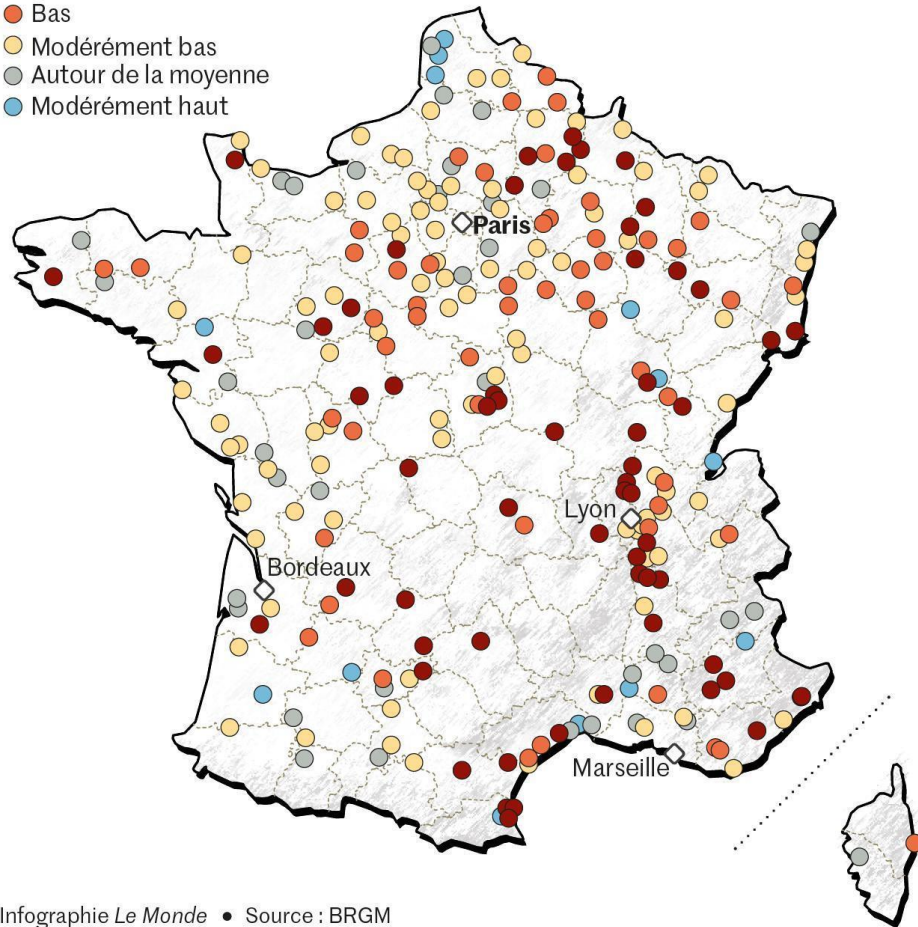 Bas
Modérément bas
Autour de la moyenne
Modérément haut
Paris
Lyon
Bordeaux
Marseille
Infographie Le Monde • Source : BRGM